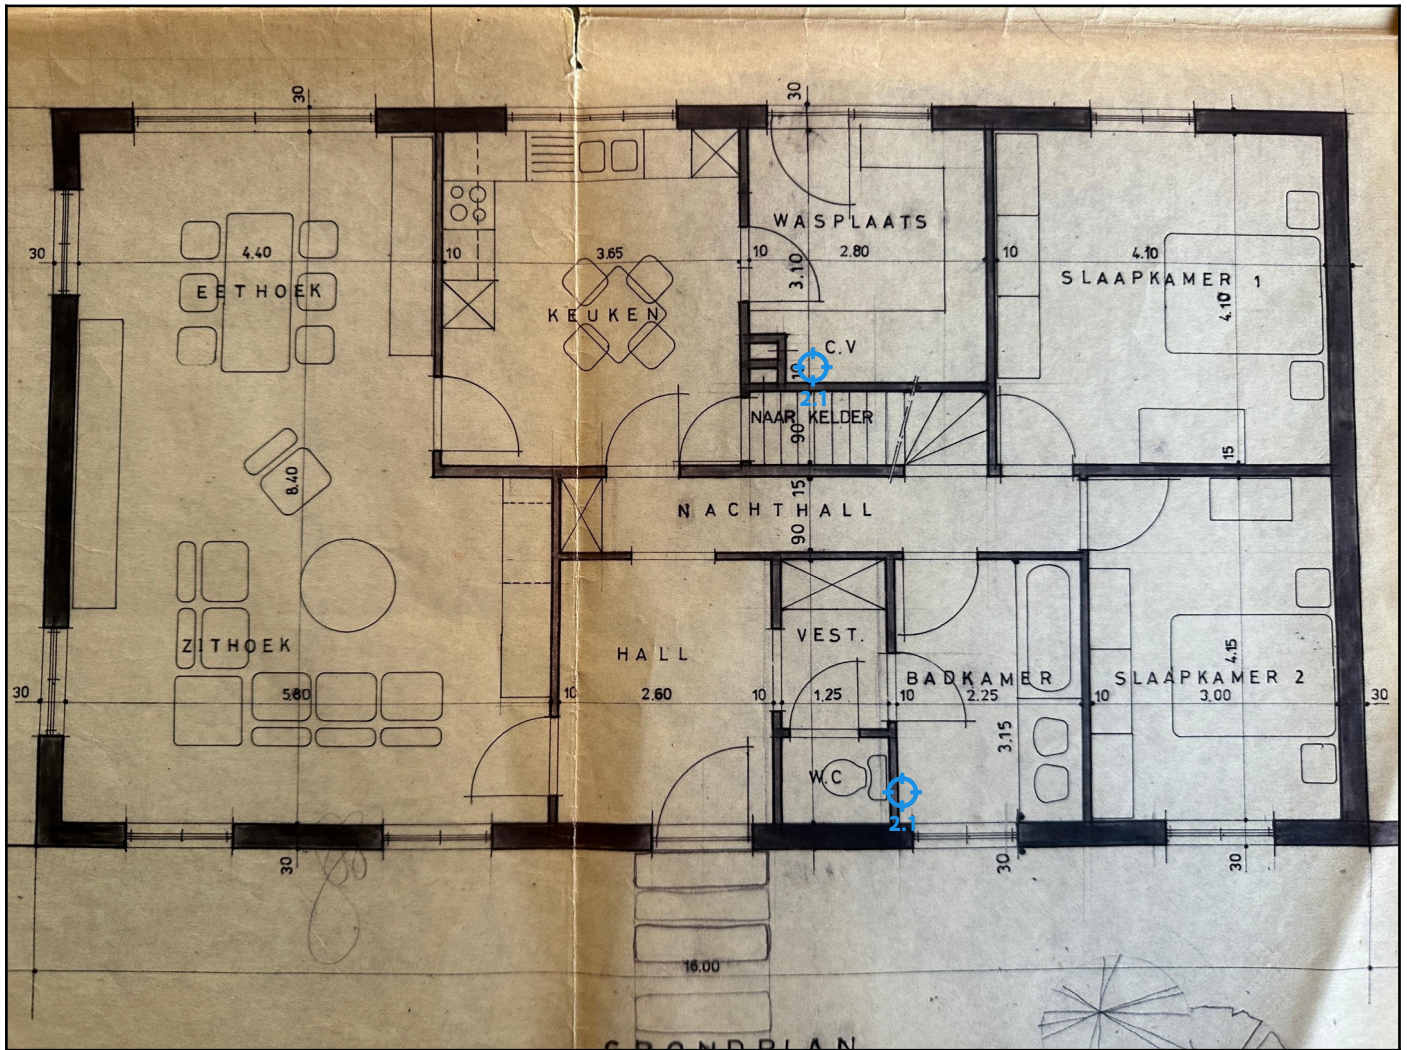 30
30
30
4.40
10
3.65
10
2.80
10
4.10
WASPLAATS
3.10
EETHOEK
KEUKEN
SLAAPKAMER 1
4.10
C.V
10
2.1
NAAR KELDER
90
15
8.40
15
NACHTHALL
90
VEST.
HALL
ZITHOEK
4.15
BADKAMER
SLAAPKAMER 2
30
5.80
10
2.60
10
1.25
10
2.25
10
3.00
30
3.15
W.C
2.1
30
30
30
16.00
GRONDPLAN